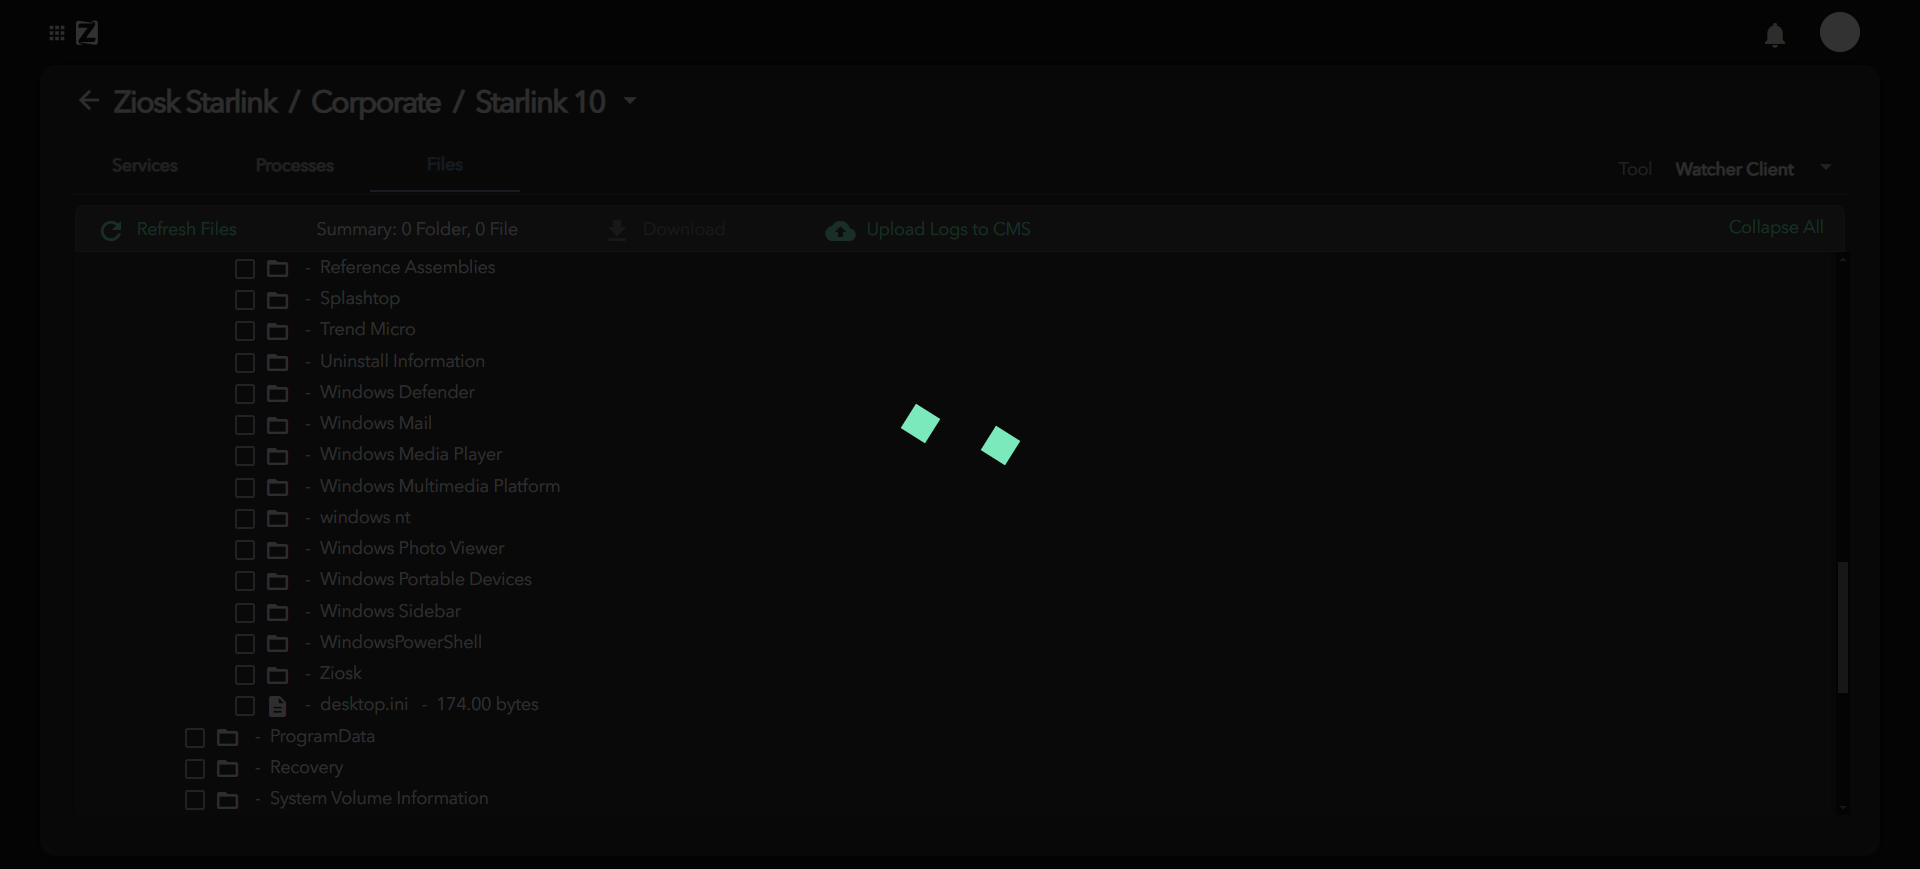 Z
Ziosk Starlink / Corporate / Starlink 10
Services Processes Files Tool Watcher Client
Refresh Files Summary: 0 Folder, 0 File Download Upload Logs to CMS Collapse All
- Reference Assemblies
- Splashtop
- Trend Micro
- Uninstall Information
- Windows Defender
- Windows Mail
- Windows Media Player
- Windows Multimedia Platform
- windows nt
- Windows Photo Viewer
- Windows Portable Devices
- Windows Sidebar
- WindowsPowerShell
- Ziosk
- desktop.ini - 174.00 bytes
- ProgramData
- Recovery
- System Volume Information